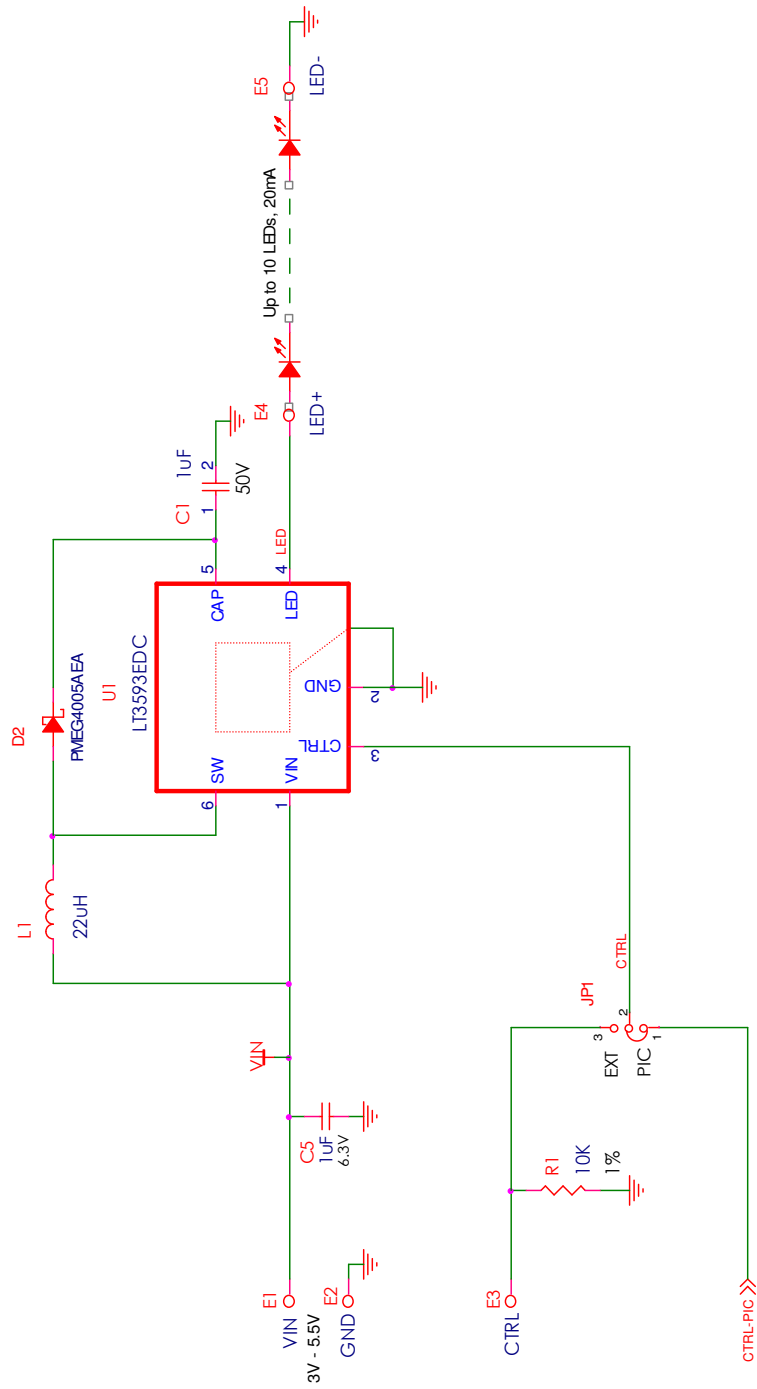 D2
PMEG4005AEA
L1
22uH
U1
LT3593EDC
C1
1uF
1
2
50V
6
SW
CAP
5
1
VIN
LED
4
LED
CTRL
3
GND
2
E4
LED+
Up to 10 LEDs, 20mA
E5
LED-
E1
VIN
3V - 5.5V
E2
GND
C5
1uF
6.3V
VIN
E3
CTRL
R1
10K
1%
JP1
3
2
1
EXT
PIC
CTRL
CTRL-PIC